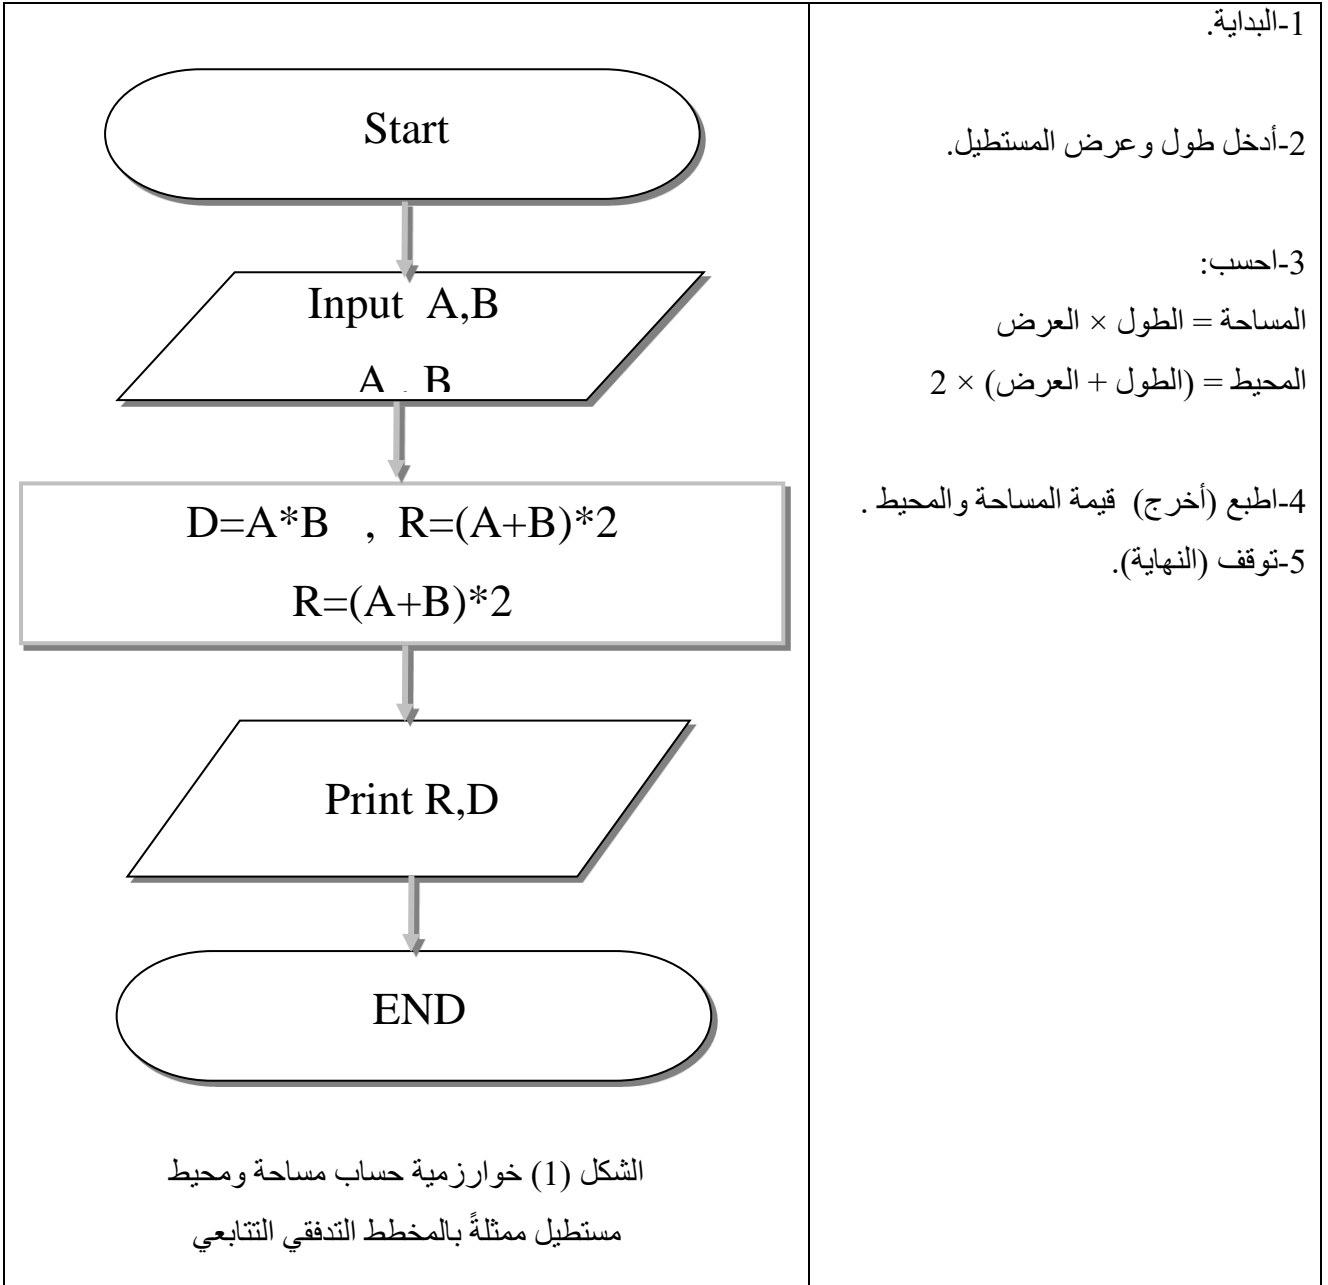 1-البداية.
2-أدخل طول وعرض المستطيل.
3-احسب:
المساحة = الطول × العرض
المحيط = (الطول + العرض) × 2
4-اطبع (أخرج) قيمة المساحة والمحيط .
5-توقف (النهاية).
Start
Input A,B
A , B
D=A*B , R=(A+B)*2
R=(A+B)*2
Print R,D
END
الشكل (1) خوارزمية حساب مساحة ومحيط
مستطيل ممثلةً بالمخطط التدفقي التتابعي